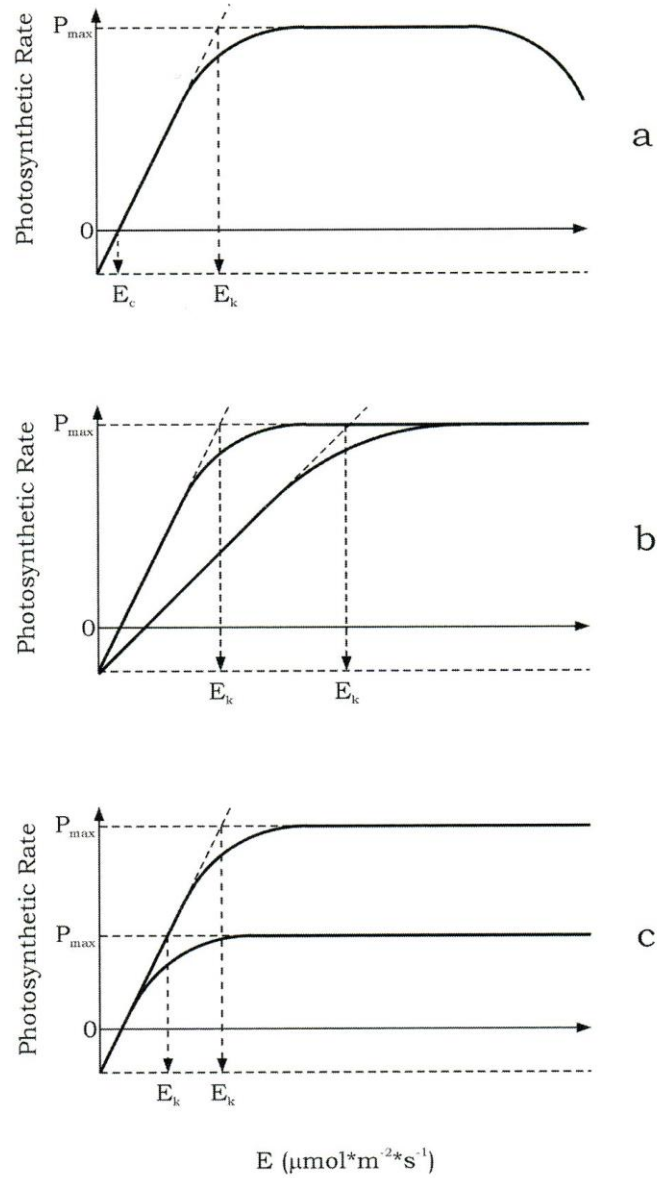 Photosynthetic Rate
P_max
0
E_c
E_k
a
Photosynthetic Rate
P_max
0
E_k
E_k
b
Photosynthetic Rate
P_max
P_max
0
E_k
E_k
c
E (μmol*m⁻²*s⁻¹)